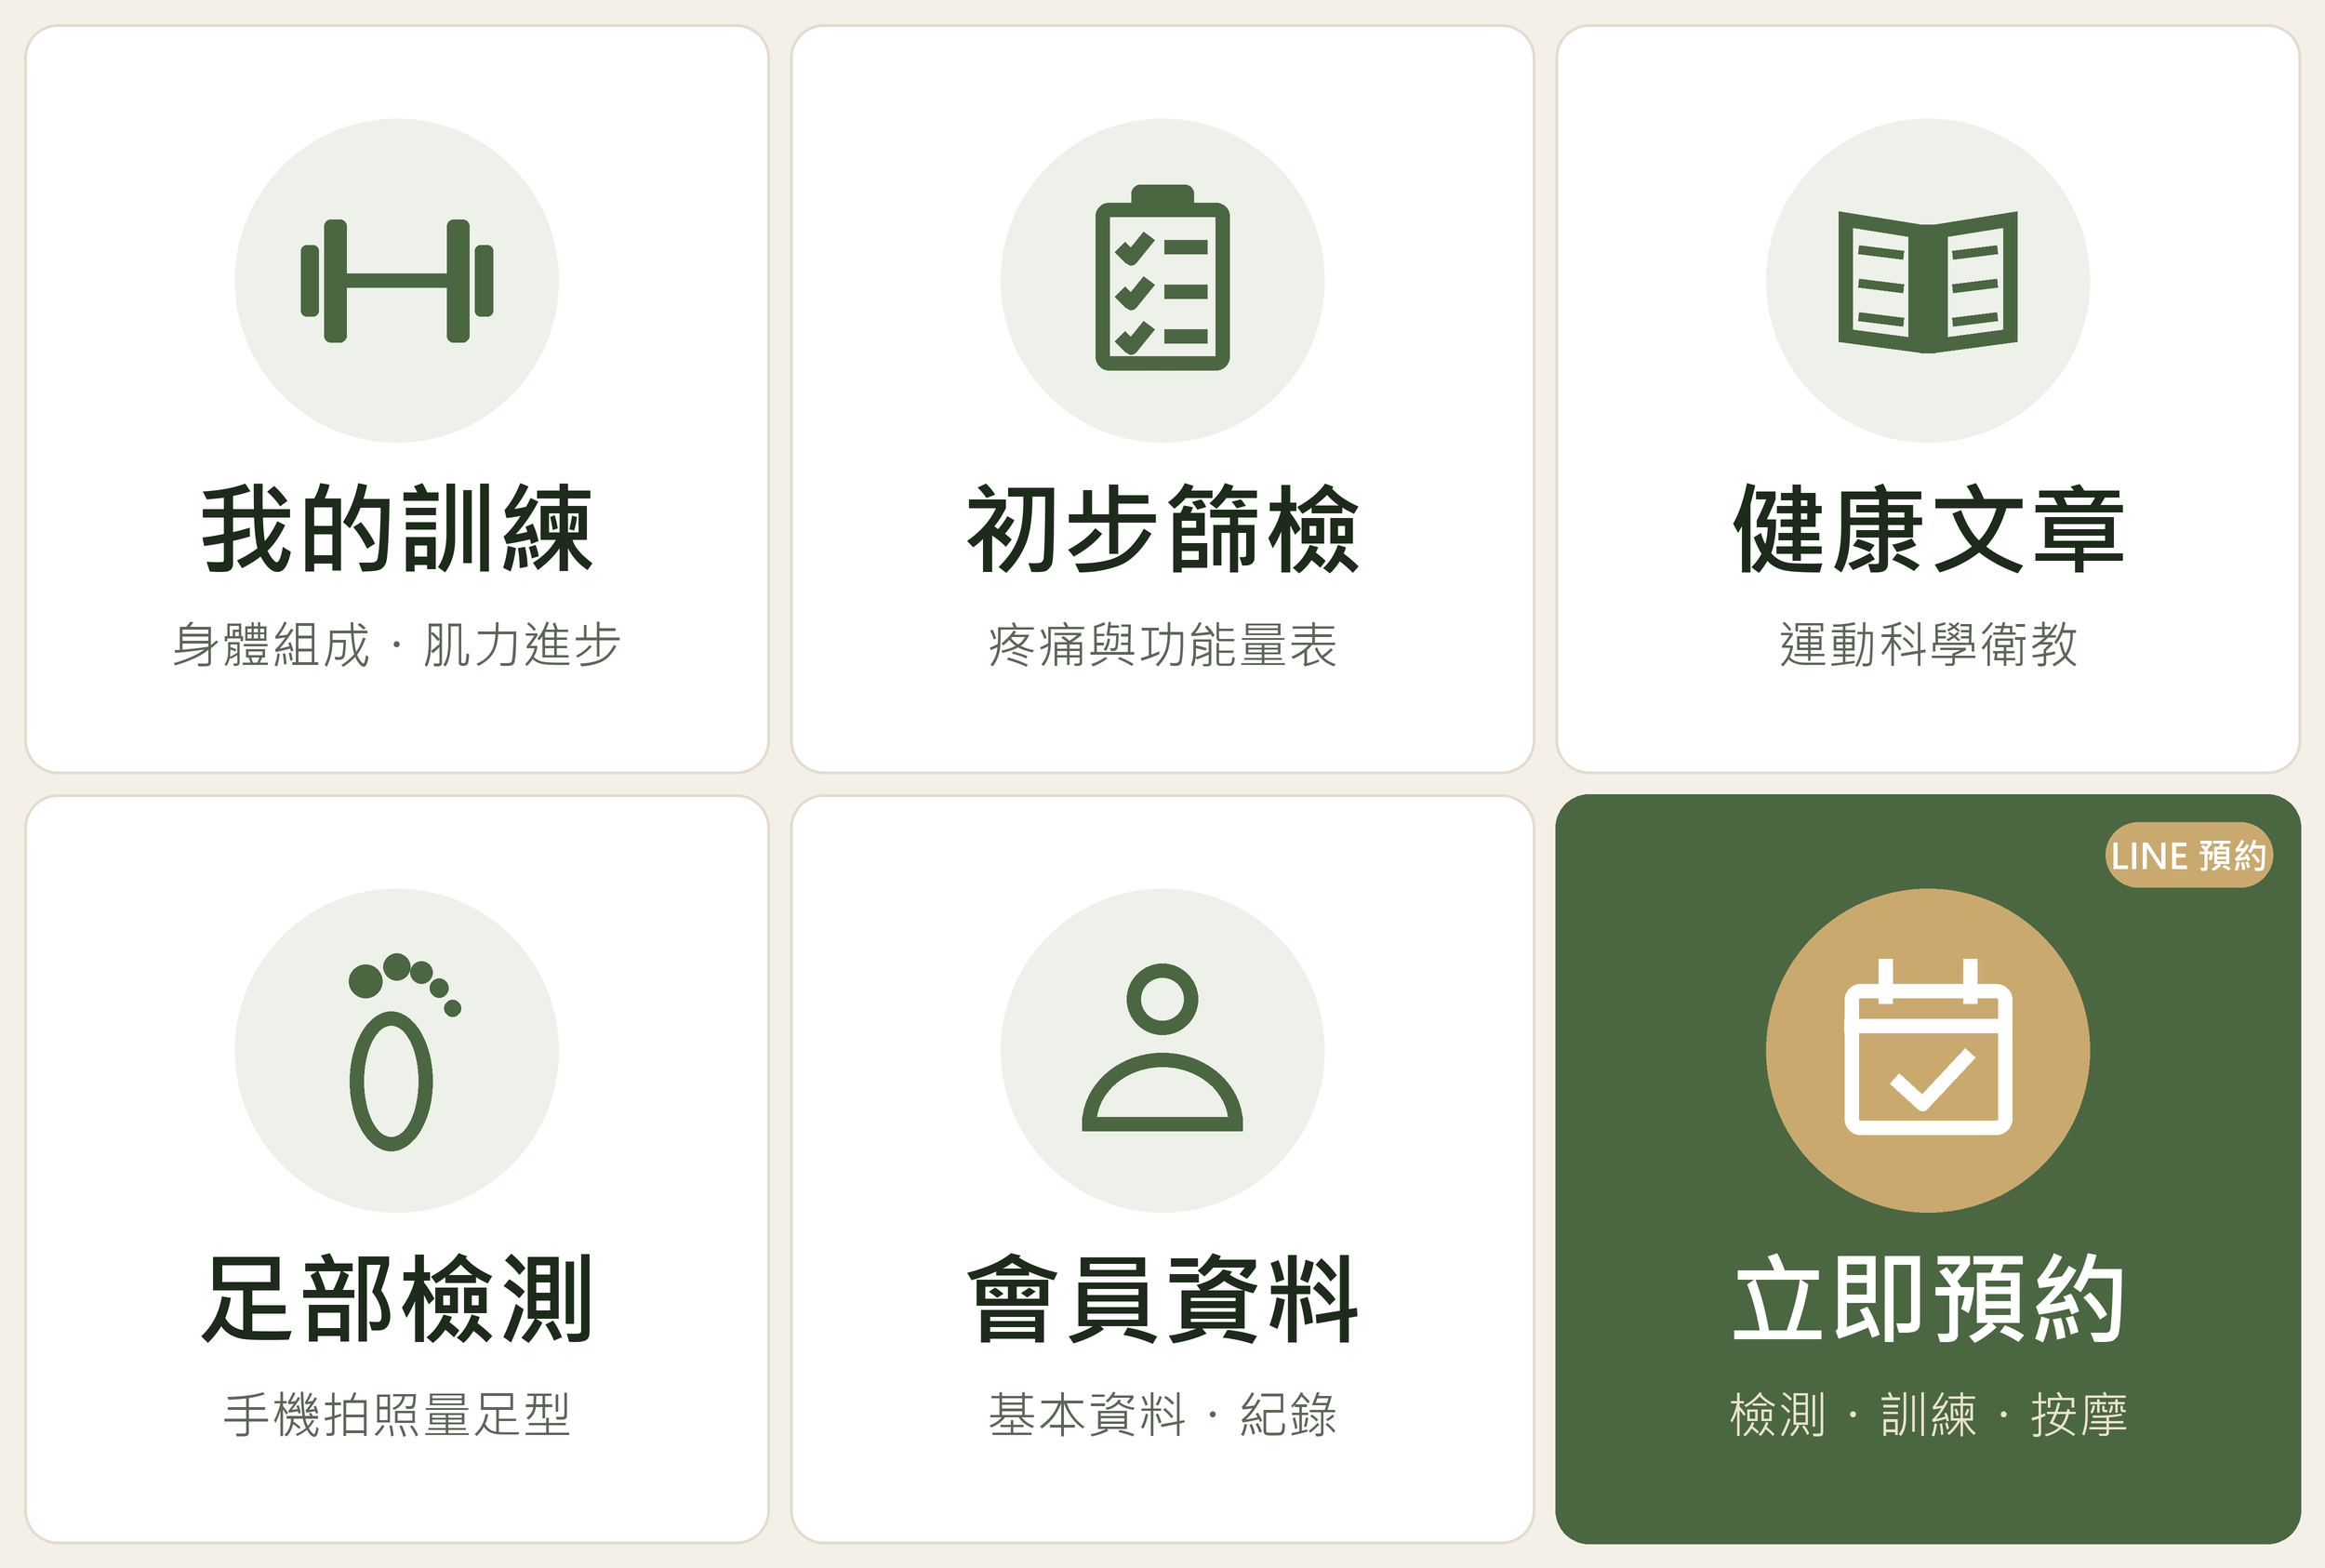 我的訓練
身體組成 · 肌力進步
初步篩檢
疼痛與功能量表
健康文章
運動科學衛教
足部檢測
手機拍照量足型
會員資料
基本資料 · 紀錄
LINE 預約
立即預約
檢測 · 訓練 · 按摩